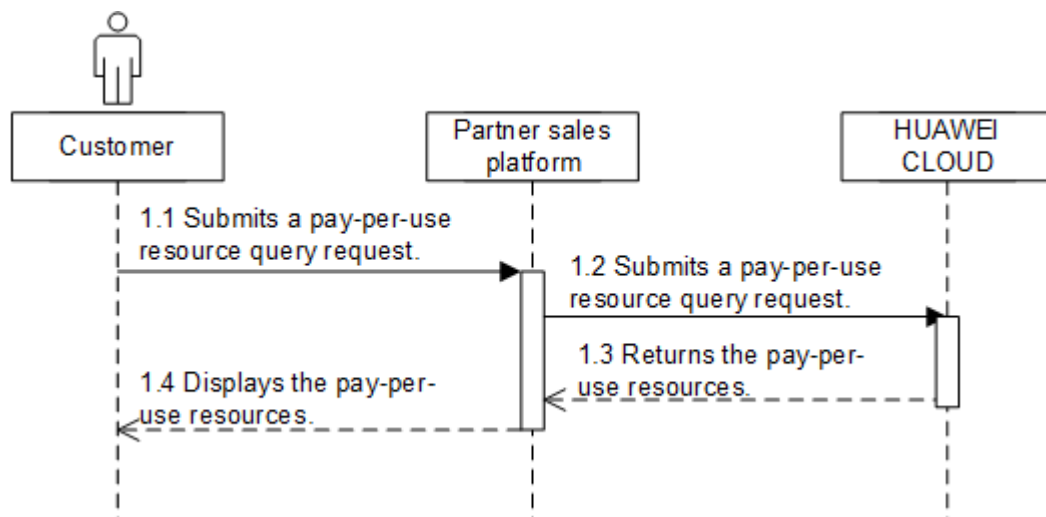 Customer
Partner sales
platform
HUAWEI
CLOUD
1.1 Submits a pay-per-use
resource query request.
1.2 Submits a pay-per-use
resource query request.
1.3 Returns the pay-per-
use resources.
1.4 Displays the pay-per-
use resources.